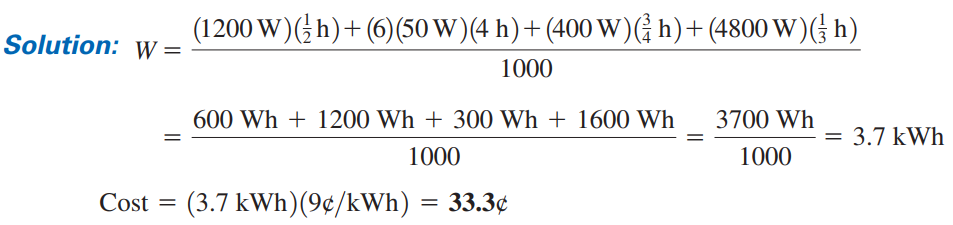 Solution: W = (1200 W)(½ h) + (6)(50 W)(4 h) + (400 W)(¾ h) + (4800 W)(⅓ h)
1000
= 600 Wh + 1200 Wh + 300 Wh + 1600 Wh = 3700 Wh = 3.7 kWh
1000 1000
Cost = (3.7 kWh)(9¢/kWh) = 33.3¢